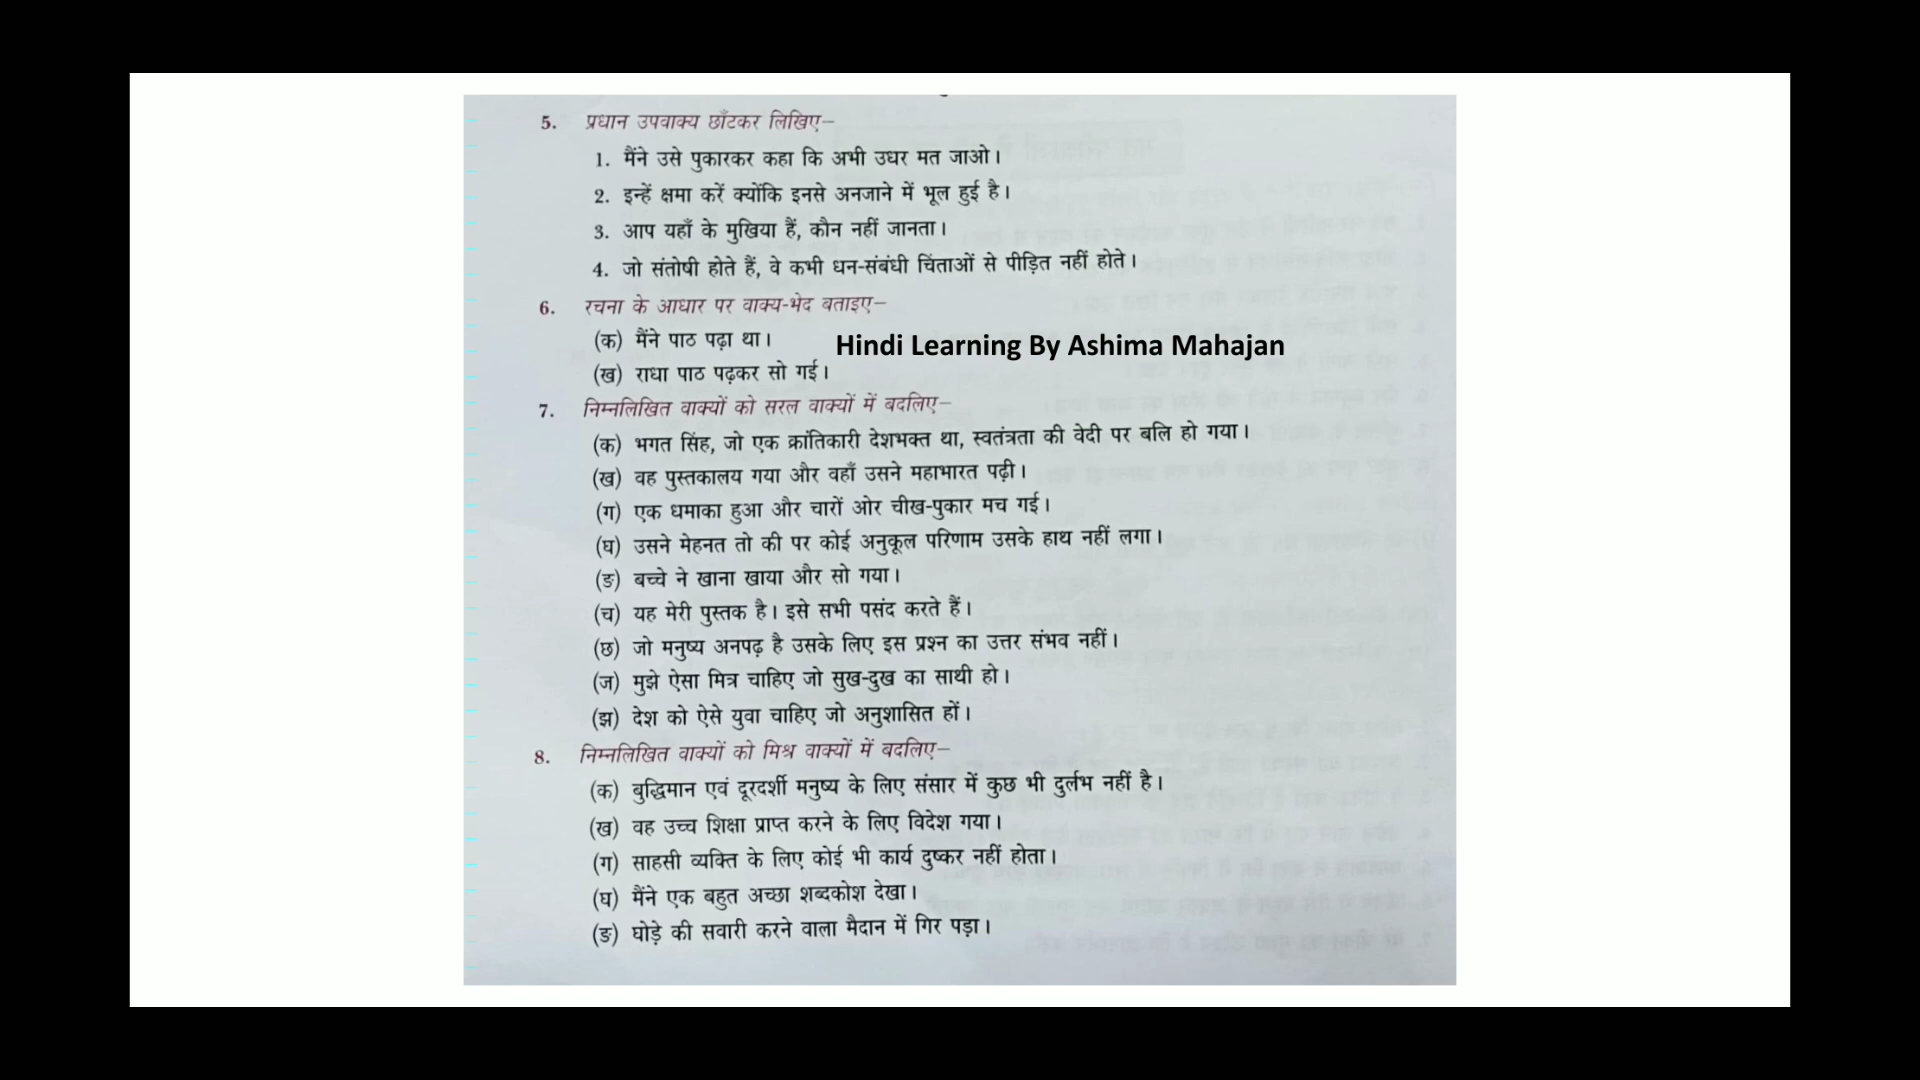 5. प्रधान उपवाक्य छाँटकर लिखिए–
1. मैंने उसे पुकारकर कहा कि अभी उधर मत जाओ।
2. इन्हें क्षमा करें क्योंकि इनसे अनजाने में भूल हुई है।
3. आप यहाँ के मुखिया हैं, कौन नहीं जानता।
4. जो संतोषी होते हैं, वे कभी धन-संबंधी चिंताओं से पीड़ित नहीं होते।
6. रचना के आधार पर वाक्य-भेद बताइए–
(क) मैंने पाठ पढ़ा था।
Hindi Learning By Ashima Mahajan
(ख) राधा पाठ पढ़कर सो गई।
7. निम्नलिखित वाक्यों को सरल वाक्यों में बदलिए–
(क) भगत सिंह, जो एक क्रांतिकारी देशभक्त था, स्वतंत्रता की वेदी पर बलि हो गया।
(ख) वह पुस्तकालय गया और वहाँ उसने महाभारत पढ़ी।
(ग) एक धमाका हुआ और चारों ओर चीख-पुकार मच गई।
(घ) उसने मेहनत तो की पर कोई अनुकूल परिणाम उसके हाथ नहीं लगा।
(ङ) बच्चे ने खाना खाया और सो गया।
(च) यह मेरी पुस्तक है। इसे सभी पसंद करते हैं।
(छ) जो मनुष्य अनपढ़ है उसके लिए इस प्रश्न का उत्तर संभव नहीं।
(ज) मुझे ऐसा मित्र चाहिए जो सुख-दुख का साथी हो।
(झ) देश को ऐसे युवा चाहिए जो अनुशासित हों।
8. निम्नलिखित वाक्यों को मिश्र वाक्यों में बदलिए–
(क) बुद्धिमान एवं दूरदर्शी मनुष्य के लिए संसार में कुछ भी दुर्लभ नहीं है।
(ख) वह उच्च शिक्षा प्राप्त करने के लिए विदेश गया।
(ग) साहसी व्यक्ति के लिए कोई भी कार्य दुष्कर नहीं होता।
(घ) मैंने एक बहुत अच्छा शब्दकोश देखा।
(ङ) घोड़े की सवारी करने वाला मैदान में गिर पड़ा।